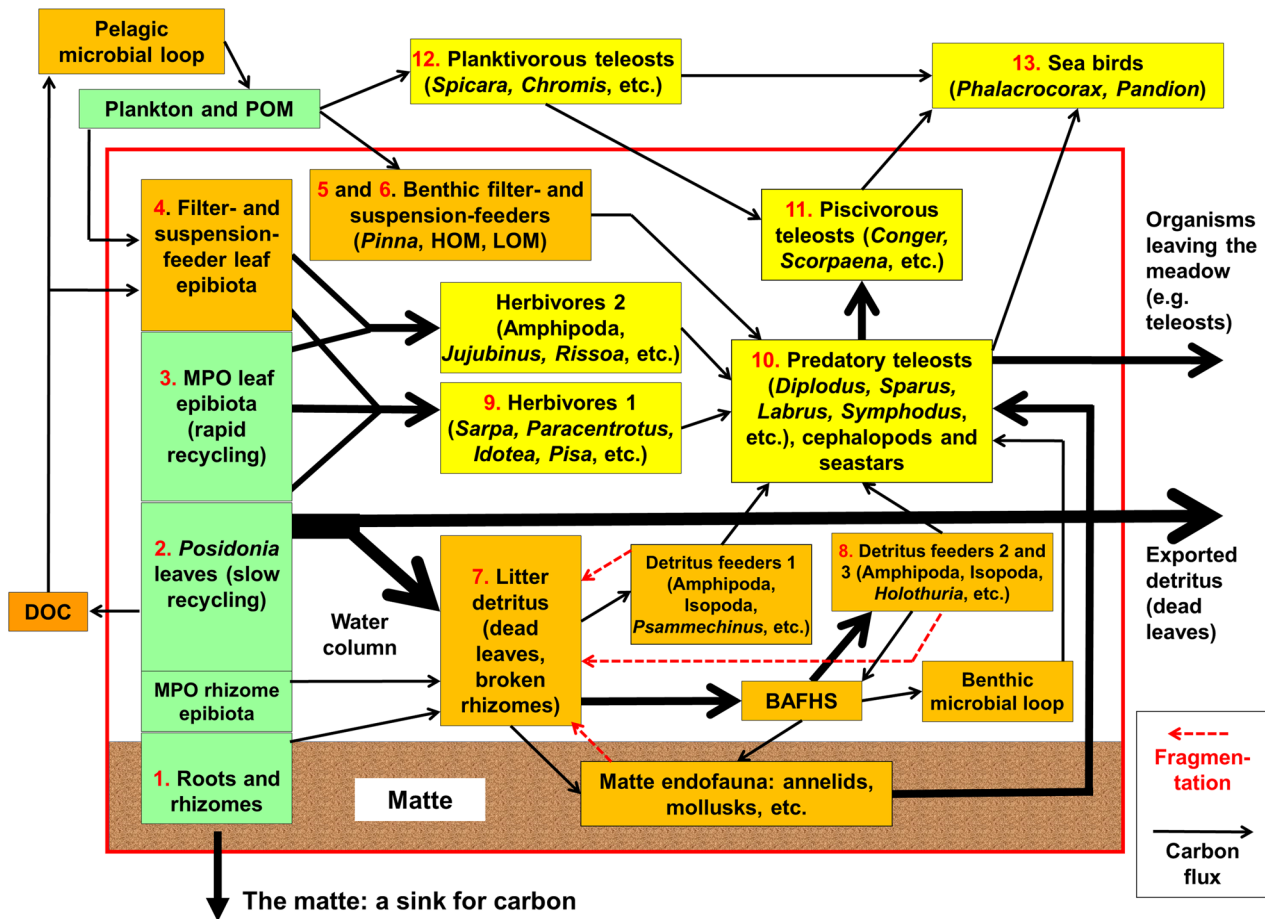 Pelagic
microbial loop
Plankton and POM
12. Planktivorous teleosts
(Spicara, Chromis, etc.)
13. Sea birds
(Phalacrocorax, Pandion)
4. Filter- and
suspension-
feeder leaf
epibiota
5 and 6. Benthic filter- and
suspension-feeders
(Pinna, HOM, LOM)
11. Piscivorous
teleosts (Conger,
Scorpaena, etc.)
Organisms
leaving the
meadow
(e.g.
teleosts)
Herbivores 2
(Amphipoda,
Jujubinus, Rissoa, etc.)
3. MPO leaf
epibiota
(rapid
recycling)
9. Herbivores 1
(Sarpa, Paracentrotus,
Idotea, Pisa, etc.)
10. Predatory teleosts
(Diplodus, Sparus,
Labrus, Symphodus,
etc.), cephalopods and
seastars
2. Posidonia
leaves (slow
recycling)
DOC
Water
column
7. Litter
detritus
(dead
leaves,
broken
rhizomes)
Detritus feeders 1
(Amphipoda,
Isopoda,
Psammechinus, etc.)
8. Detritus feeders 2 and
3 (Amphipoda, Isopoda,
Holothuria, etc.)
Exported
detritus
(dead
leaves)
MPO rhizome
epibiota
BAFHS
Benthic
microbial loop
1. Roots and
rhizomes
Matte
Matte endofauna: annelids,
mollusks, etc.
Fragmen-
tation
Carbon
flux
The matte: a sink for carbon